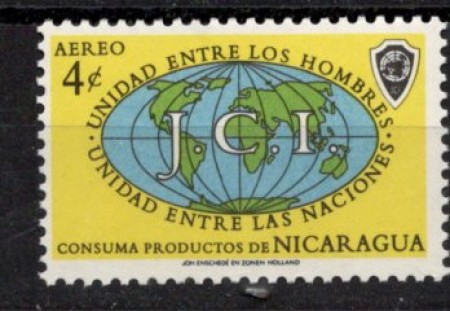 AEREO
4¢
UNIDAD ENTRE LOS HOMBRES
J.C.I.
UNIDAD ENTRE LAS NACIONES
CONSUMA PRODUCTOS DE NICARAGUA
JOH ENSCHEDÉ EN ZONEN HOLLAND